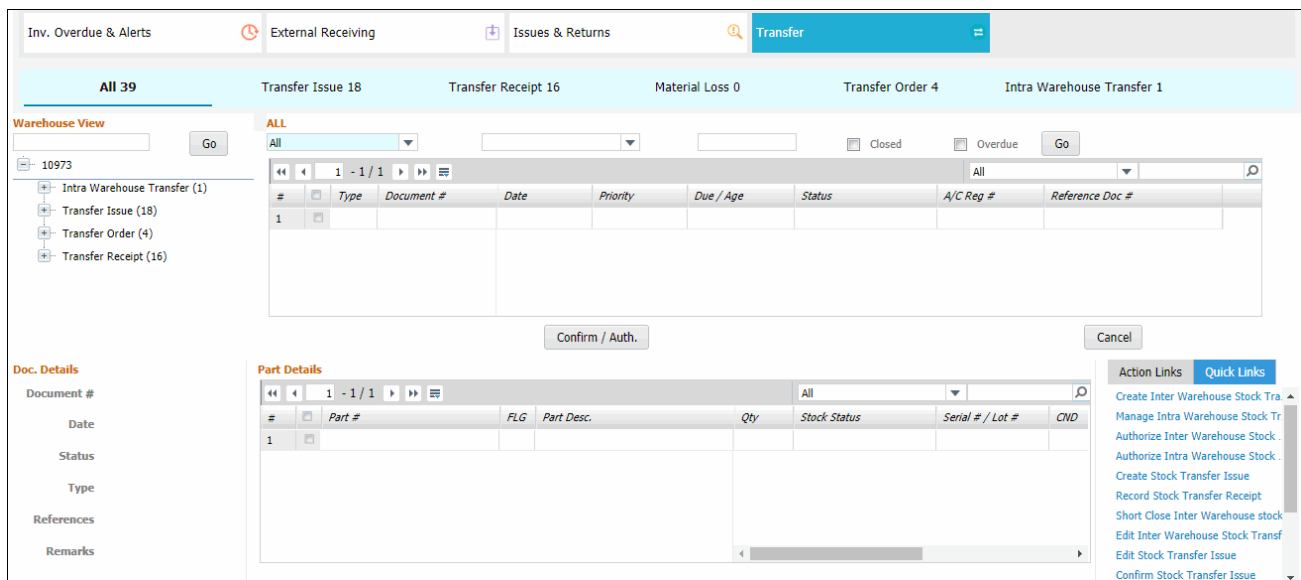 Inv. Overdue & Alerts External Receiving Issues & Returns Transfer
All 39 Transfer Issue 18 Transfer Receipt 16 Material Loss 0 Transfer Order 4 Intra Warehouse Transfer 1
Warehouse View
Go
10973
Intra Warehouse Transfer (1)
Transfer Issue (18)
Transfer Order (4)
Transfer Receipt (16)
ALL
All Closed Overdue Go
1 - 1 / 1 All
# Type Document # Date Priority Due / Age Status A/C Reg # Reference Doc #
1
Confirm / Auth. Cancel
Doc. Details
Document #
Date
Status
Type
References
Remarks
Part Details
1 - 1 / 1 All
# Part # FLG Part Desc. Qty Stock Status Serial # / Lot # CND
1
Action Links Quick Links
Create Inter Warehouse Stock Tra.
Manage Intra Warehouse Stock Tr
Authorize Inter Warehouse Stock ..
Authorize Intra Warehouse Stock ..
Create Stock Transfer Issue
Record Stock Transfer Receipt
Short Close Inter Warehouse stock
Edit Inter Warehouse Stock Transf
Edit Stock Transfer Issue
Confirm Stock Transfer Issue